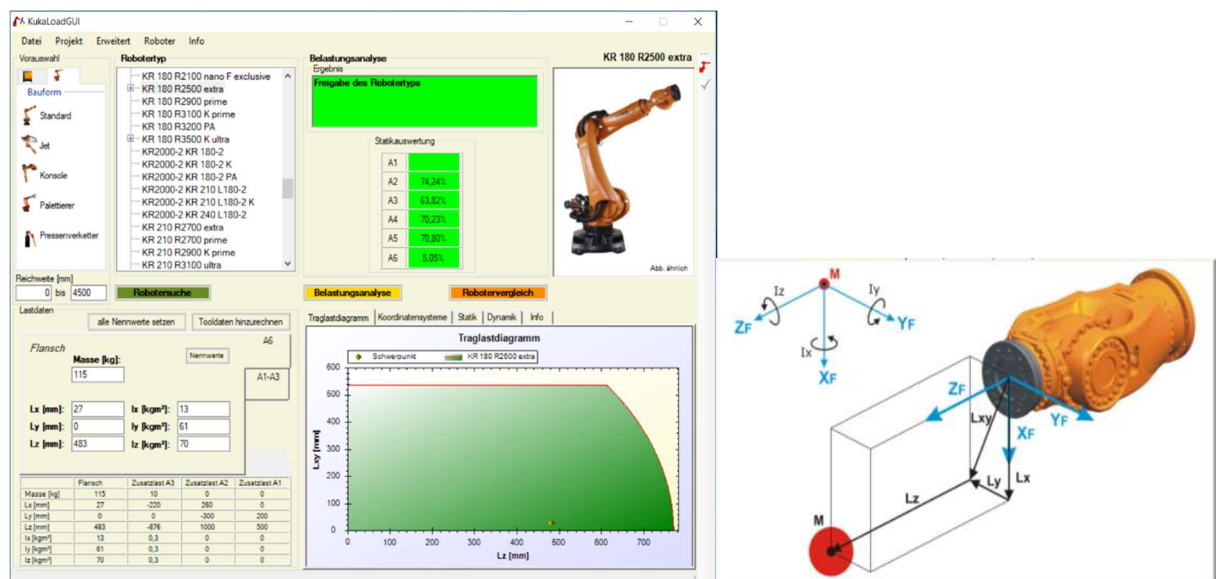 KukaLoadGUI
Datei Projekt Erweitert Roboter Info
Vorauswahl
Bauform
Standard
Jet
Konsole
Palettierer
Pressenverketter
Reichweite [mm]
0 bis 4500
Robotertyp
KR 180 R2100 nano F exclusive
KR 180 R2500 extra
KR 180 R2900 prime
KR 180 R3100 K prime
KR 180 R3200 PA
KR 180 R3500 K ultra
KR2000-2 KR 180-2
KR2000-2 KR 180-2 K
KR2000-2 KR 180-2 PA
KR2000-2 KR 210 L180-2
KR2000-2 KR 210 L180-2 K
KR2000-2 KR 240 L180-2
KR 210 R2700 extra
KR 210 R2700 prime
KR 210 R2900 K prime
KR 210 R3100 ultra
Robotersuche
Belastungsanalyse
Ergebnis
Freigabe des Robotertyps
Statikauswertung
A1
A2 74,24%
A3 63,82%
A4 70,23%
A5 70,80%
A6 5,05%
KR 180 R2500 extra
Abb. ähnlich
Belastungsanalyse
Robotervergleich
Lastdaten
alle Nennwerte setzen
Tooldaten hinzurechnen
Flansch
Masse [kg]:
115
Nennwerte
A6
A1-A3
Lx [mm]: 27 Ix [kgm²]: 13
Ly [mm]: 0 Iy [kgm²]: 61
Lz [mm]: 483 Iz [kgm²]: 70
Flansch Zusatzlast A3 Zusatzlast A2 Zusatzlast A1
Masse [kg] 115 10 0 0
Lx [mm] 27 -220 260 0
Ly [mm] 0 0 -300 200
Lz [mm] 483 -876 1000 500
Ix [kgm²] 13 0,3 0 0
Iy [kgm²] 61 0,3 0 0
Iz [kgm²] 70 0,3 0 0
Traglastdiagramm Koordinatensysteme Statik Dynamik Info
Traglastdiagramm
Schwerpunkt KR 180 R2500 extra
Lxy [mm]
600
500
400
300
200
100
0
0 100 200 300 400 500 600 700
Lz [mm]
M
Iz
Iy
ZF
YF
Ix
XF
ZF
YF
Lxy
XF
Lx
Ly
Lz
M